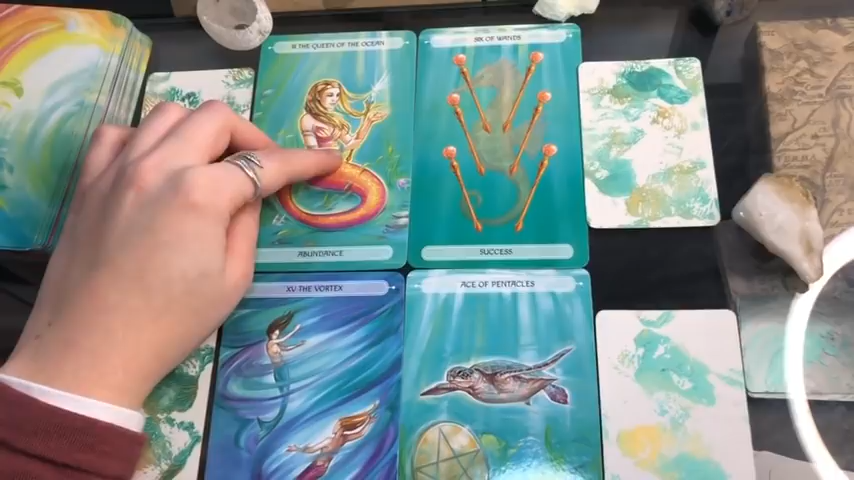 III THE QUEEN OF THE OCEAN
SIX OF WANDS
ABUNDANCE
SUCCESS
XV THE VORTEX
ACE OF PENTACLES